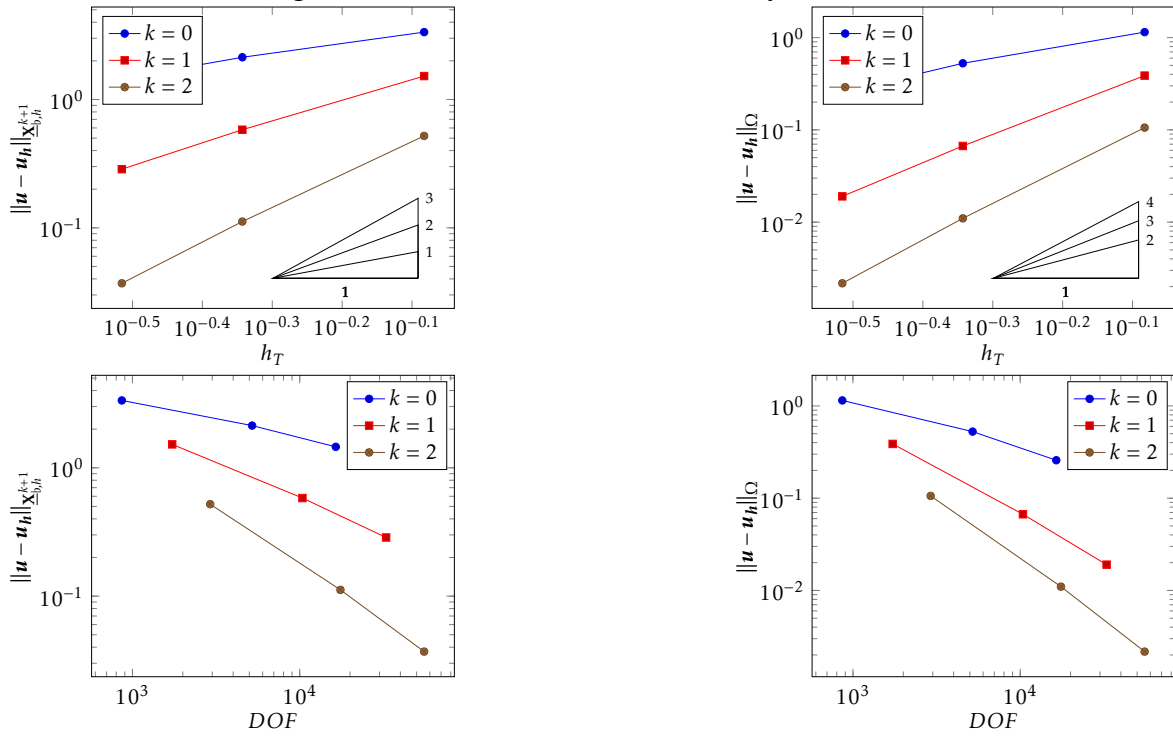 k = 0
k = 1
k = 2
10^0
10^{-1}
||u − u_h||_{X^{k+1}_{b,h}}
3
2
1
1
10^{-0.5} 10^{-0.4} 10^{-0.3} 10^{-0.2} 10^{-0.1}
h_T
k = 0
k = 1
k = 2
10^0
10^{-1}
10^{-2}
||u − u_h||_Ω
4
3
2
1
10^{-0.5} 10^{-0.4} 10^{-0.3} 10^{-0.2} 10^{-0.1}
h_T
k = 0
k = 1
k = 2
10^0
10^{-1}
||u − u_h||_{X^{k+1}_{b,h}}
10^3 10^4
DOF
k = 0
k = 1
k = 2
10^0
10^{-1}
10^{-2}
||u − u_h||_Ω
10^3 10^4
DOF